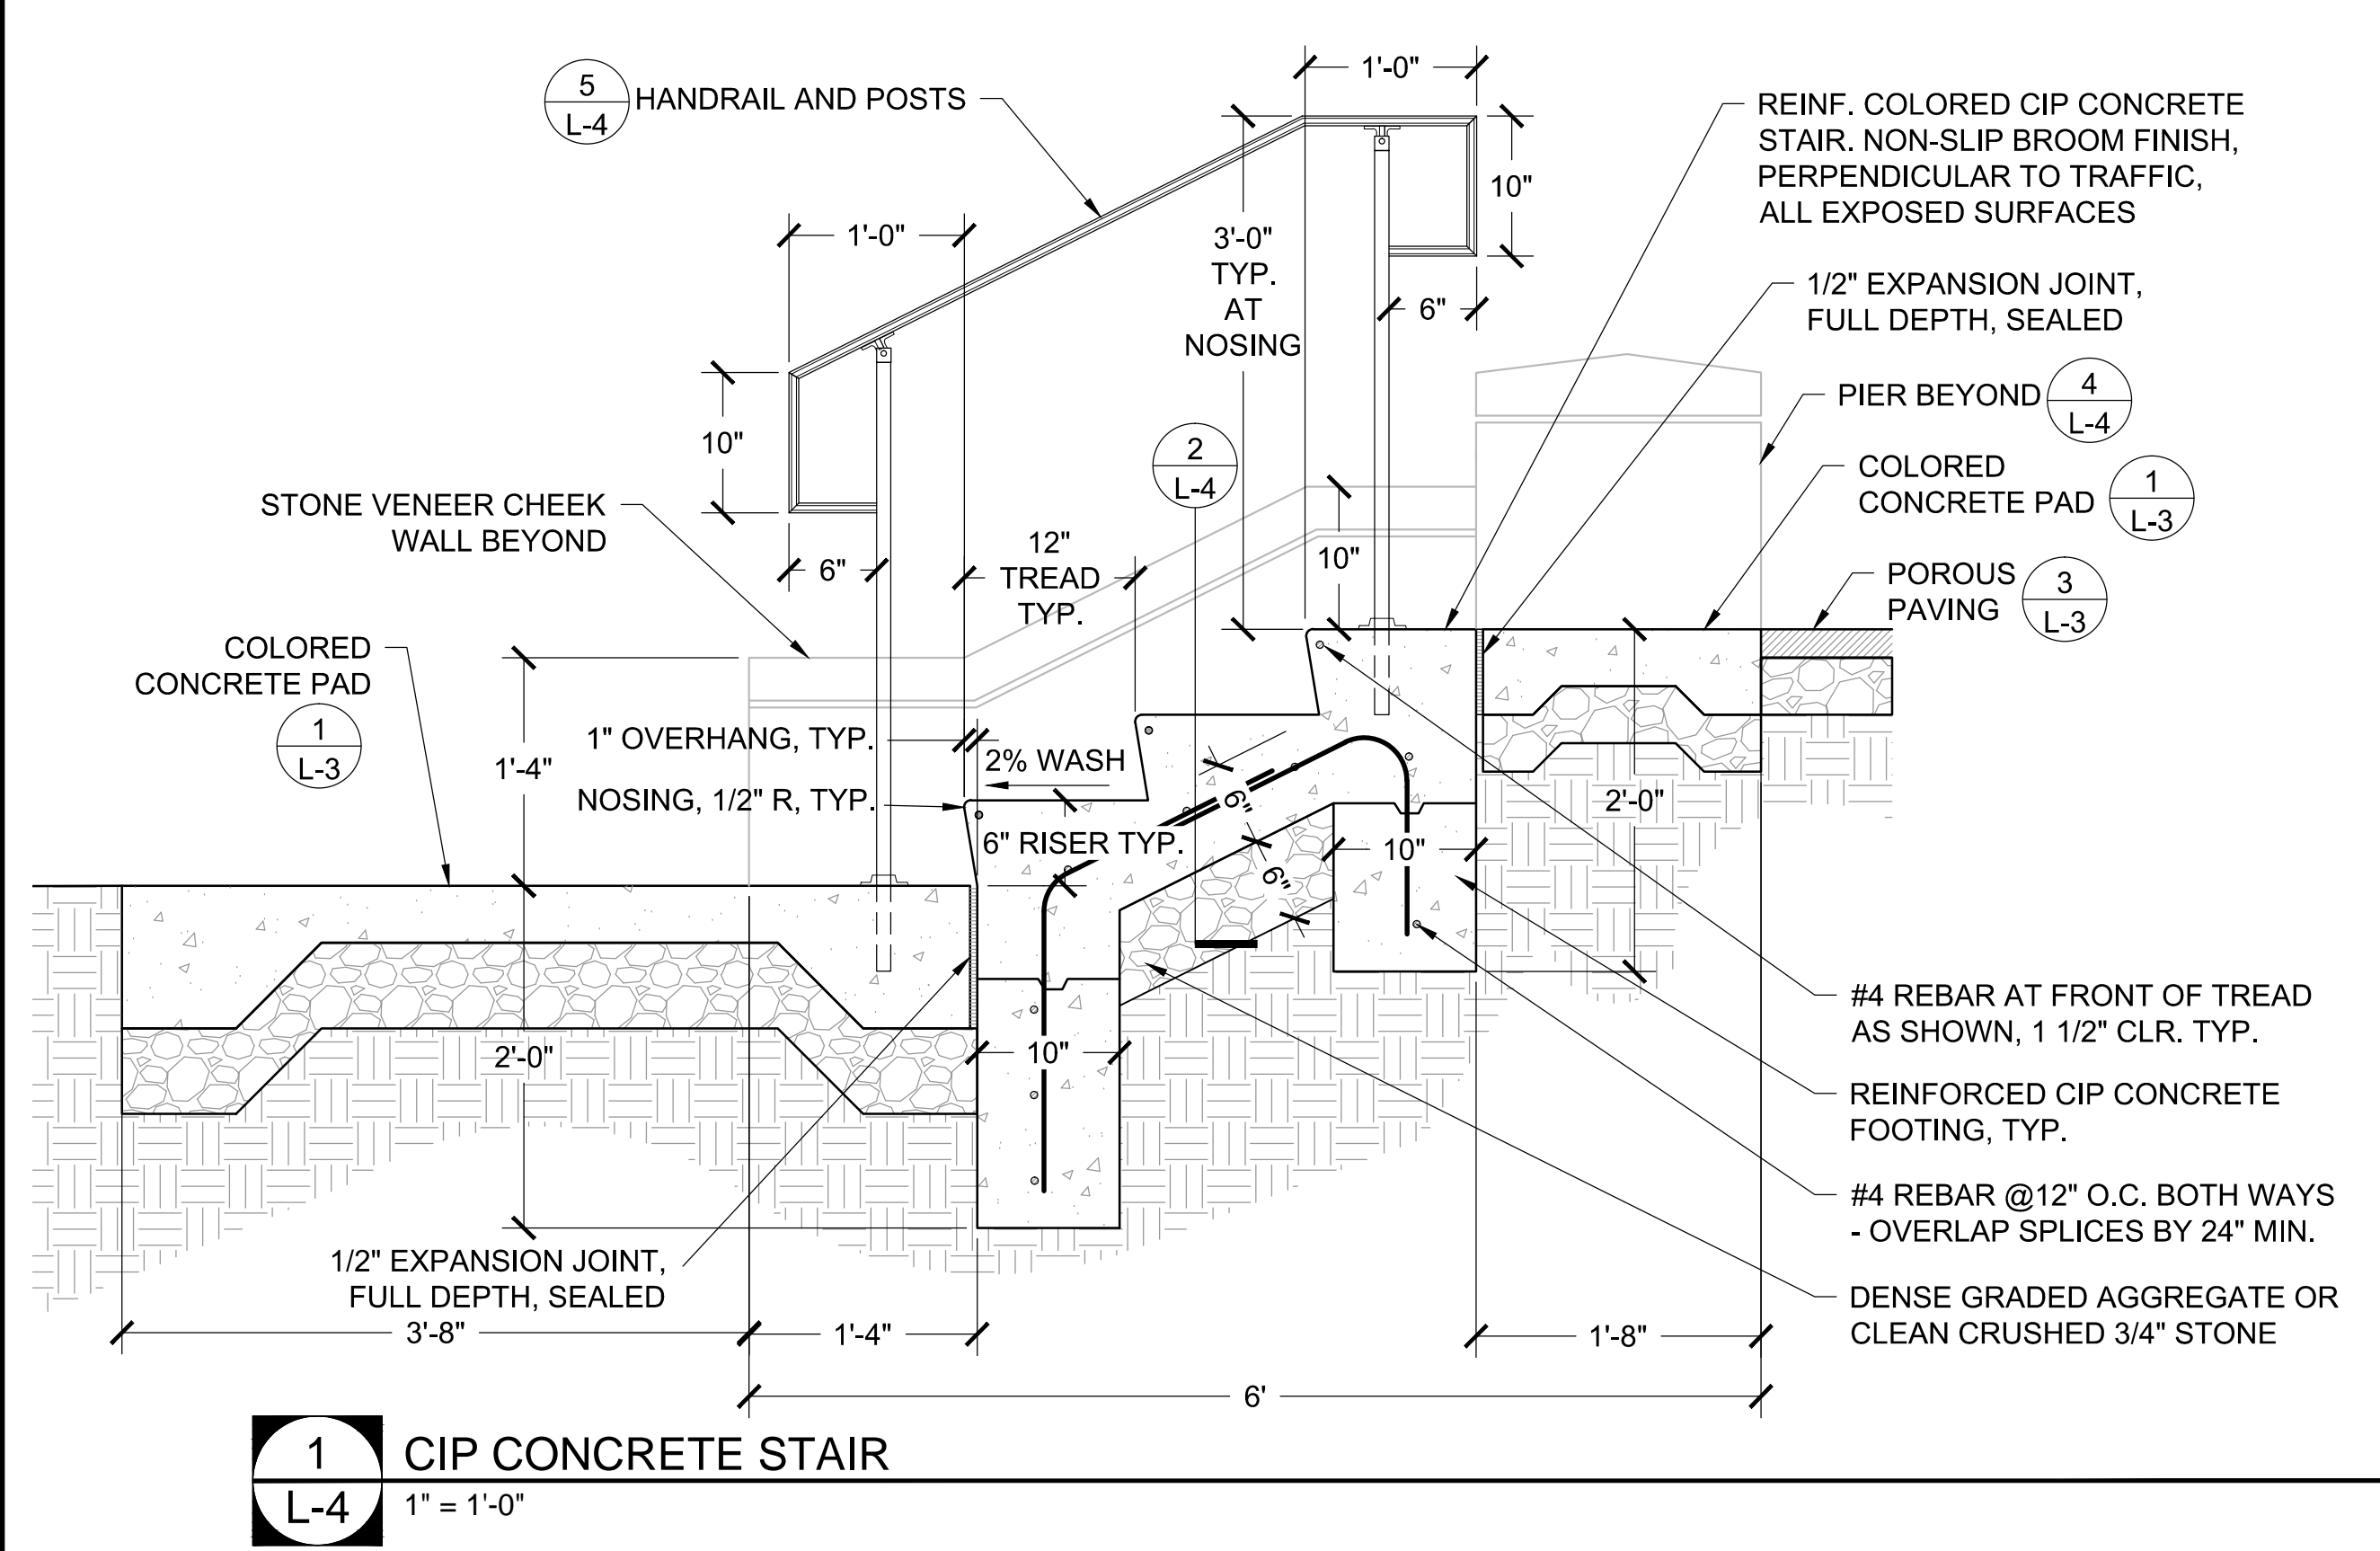 5
L-4
HANDRAIL AND POSTS
1'-0"
REINF. COLORED CIP CONCRETE
STAIR. NON-SLIP BROOM FINISH,
PERPENDICULAR TO TRAFFIC,
ALL EXPOSED SURFACES
10"
1'-0"
3'-0"
TYP.
AT
NOSING
6"
1/2" EXPANSION JOINT,
FULL DEPTH, SEALED
PIER BEYOND
4
L-4
10"
2
L-4
COLORED
CONCRETE PAD
1
L-3
STONE VENEER CHEEK
WALL BEYOND
6"
12"
TREAD
TYP.
10"
POROUS
PAVING
3
L-3
COLORED
CONCRETE PAD
1
L-3
1'-4"
1" OVERHANG, TYP.
2% WASH
NOSING, 1/2" R, TYP.
6"
2'-0"
6" RISER TYP.
10"
6"
#4 REBAR AT FRONT OF TREAD
AS SHOWN, 1 1/2" CLR. TYP.
2'-0"
10"
REINFORCED CIP CONCRETE
FOOTING, TYP.
#4 REBAR @12" O.C. BOTH WAYS
- OVERLAP SPLICES BY 24" MIN.
1/2" EXPANSION JOINT,
FULL DEPTH, SEALED
DENSE GRADED AGGREGATE OR
CLEAN CRUSHED 3/4" STONE
3'-8"
1'-4"
1'-8"
6'
1
L-4
CIP CONCRETE STAIR
1" = 1'-0"